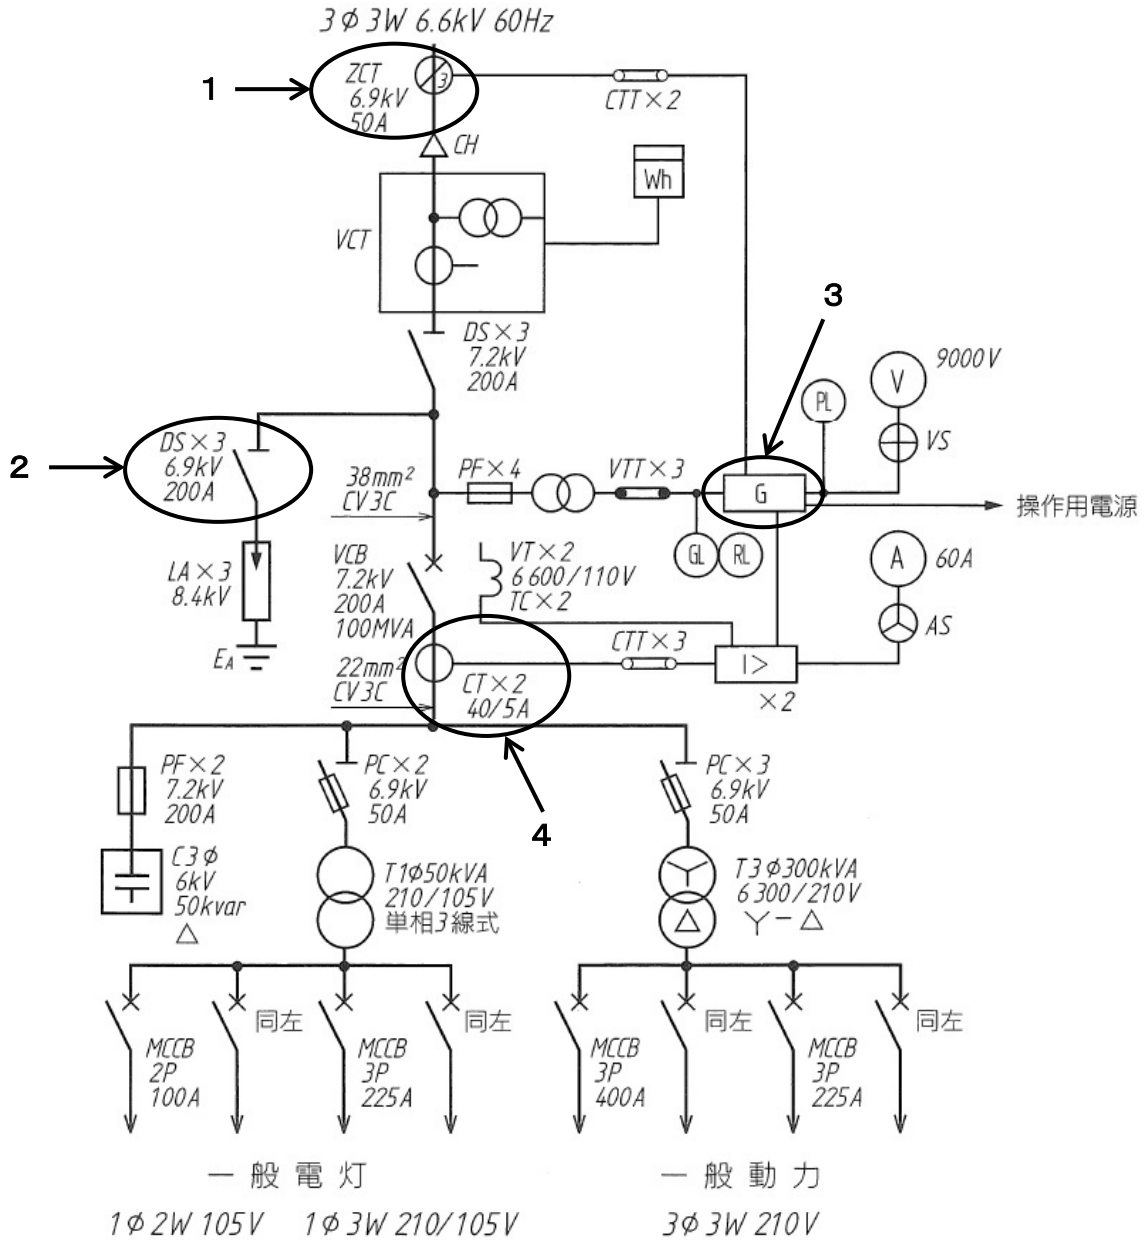 3φ3W 6.6kV 60Hz
1
ZCT
6.9kV
50A
3
CTT×2
CH
Wh
VCT
3
DS×3
7.2kV
200A
9000V
V
PL
VS
2
DS×3
6.9kV
200A
38mm²
CV3C
PF×4
VTT×3
G
操作用電源
LA×3
8.4kV
EA
VCB
7.2kV
200A
100MVA
VT×2
6600/110V
TC×2
GL
RL
A
60A
AS
CTT×3
I>
×2
22mm²
CV3C
CT×2
40/5A
4
PF×2
7.2kV
200A
PC×2
6.9kV
50A
PC×3
6.9kV
50A
C3φ
6kV
50kvar
△
T1φ50kVA
210/105V
単相3線式
T3φ300kVA
6300/210V
Y-△
同左
同左
同左
同左
MCCB
2P
100A
MCCB
3P
225A
MCCB
3P
400A
MCCB
3P
225A
一般電灯
一般動力
1φ2W 105V
1φ3W 210/105V
3φ3W 210V